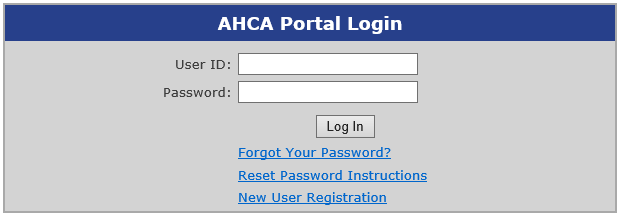 AHCA Portal Login
User ID:
Password:
Log In
Forgot Your Password?
Reset Password Instructions
New User Registration